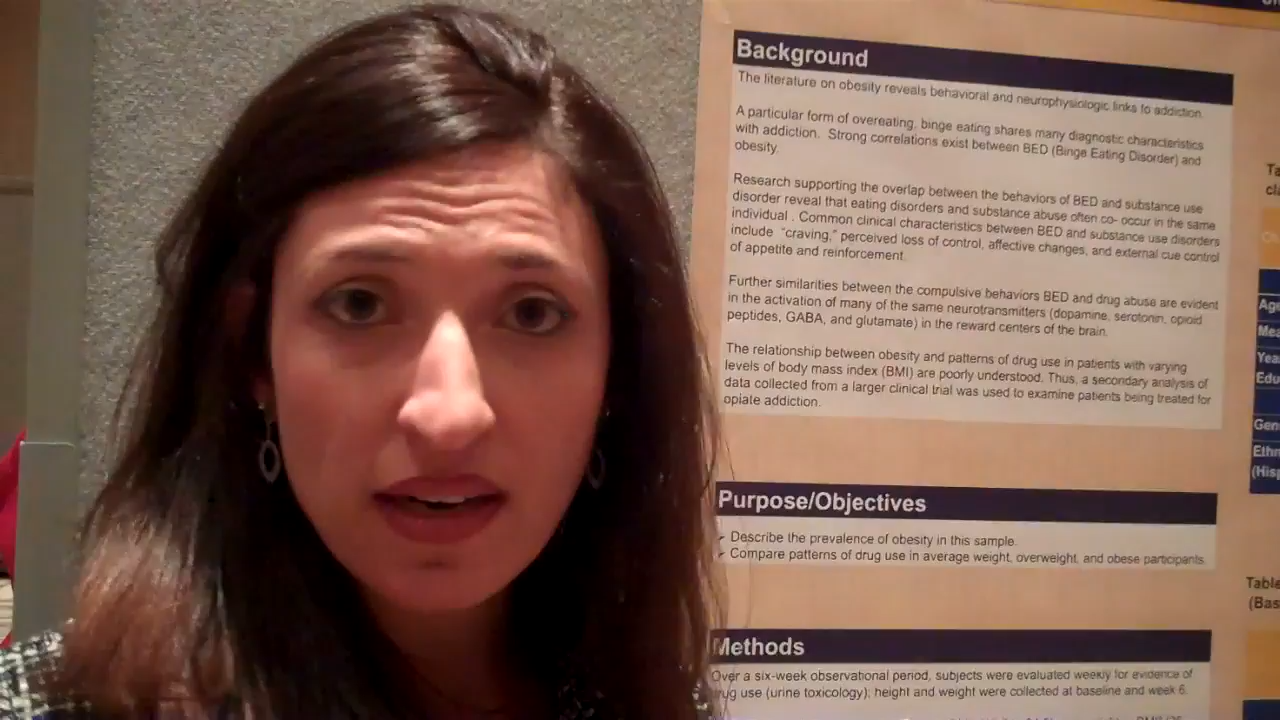 Background
The literature on obesity reveals behavioral and neurophysiologic links to addiction.
A particular form of overeating, binge eating shares many diagnostic characteristics
with addiction. Strong correlations exist between BED (Binge Eating Disorder) and
obesity.
Research supporting the overlap between the behaviors of BED and substance use
disorder reveal that eating disorders and substance abuse often co- occur in the same
individual . Common clinical characteristics between BED and substance use disorders
include "craving," perceived loss of control, affective changes, and external cue control
of appetite and reinforcement.
Further similarities between the compulsive behaviors BED and drug abuse are evident
in the activation of many of the same neurotransmitters (dopamine, serotonin, opioid
peptides, GABA, and glutamate) in the reward centers of the brain.
The relationship between obesity and patterns of drug use in patients with varying
levels of body mass index (BMI) are poorly understood. Thus, a secondary analysis of
data collected from a larger clinical trial was used to examine patients being treated for
opiate addiction.
Purpose/Objectives
Describe the prevalence of obesity in this sample.
Compare patterns of drug use in average weight, overweight, and obese participants.
Methods
Over a six-week observational period, subjects were evaluated weekly for evidence of
drug use (urine toxicology); height and weight were collected at baseline and week 6.
Ta
cl
Ag
Mea
Yea
Edu
Gen
Ethn
(Hisp
Table
(Bas